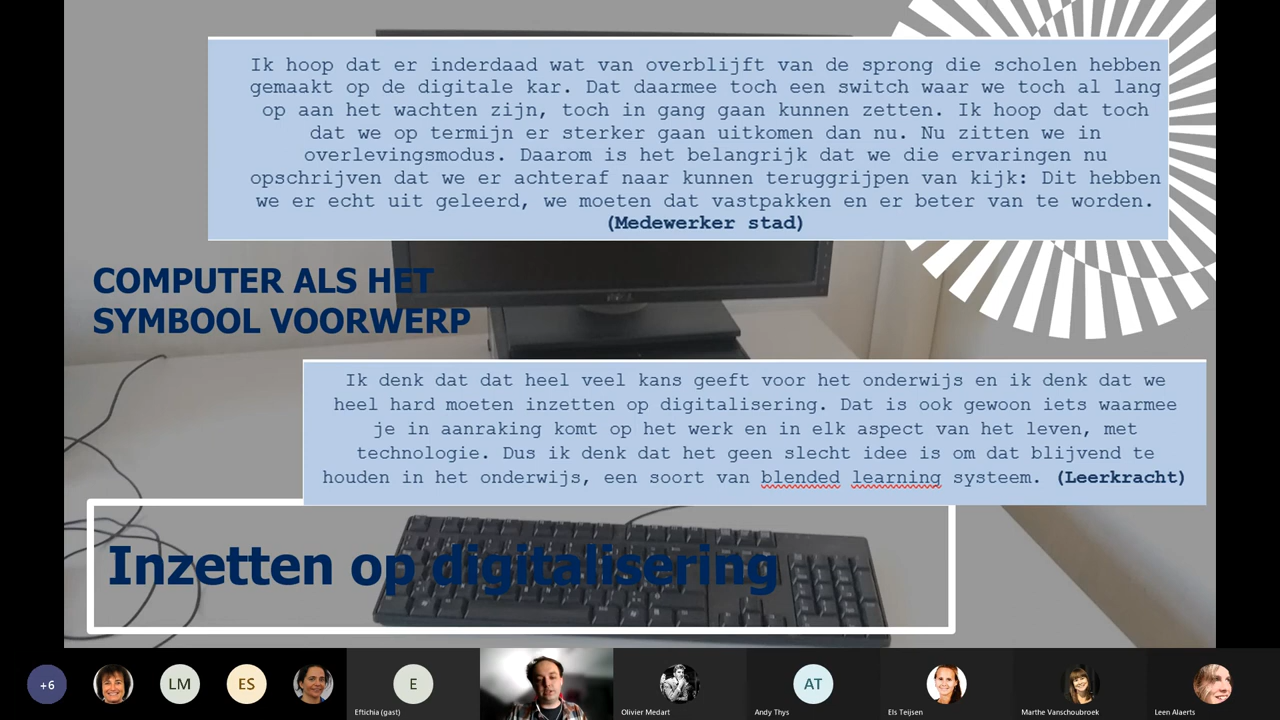 Ik hoop dat er inderdaad wat van overblijft van de sprong die scholen hebben
gemaakt op de digitale kar. Dat daarmee toch een switch waar we toch al lang
op aan het wachten zijn, toch in gang gaan kunnen zetten. Ik hoop dat toch
dat we op termijn er sterker gaan uitkomen dan nu. Nu zitten we in
overlevingsmodus. Daarom is het belangrijk dat we die ervaringen nu
opschrijven dat we er achteraf naar kunnen teruggrijpen van kijk: Dit hebben
we er echt uit geleerd, we moeten dat vastpakken en er beter van te worden.
(Medewerker stad)
COMPUTER ALS HET
SYMBOOL VOORWERP
Ik denk dat dat heel veel kans geeft voor het onderwijs en ik denk dat we
heel hard moeten inzetten op digitalisering. Dat is ook gewoon iets waarmee
je in aanraking komt op het werk en in elk aspect van het leven, met
technologie. Dus ik denk dat het geen slecht idee is om dat blijvend te
houden in het onderwijs, een soort van blended learning systeem. (Leerkracht)
Inzetten op digitalisering
+6
LM
ES
E
AT
Eftichia (gast)
Olivier Medart
Andy Thys
Els Teijsen
Marthe Vanschoubroek
Leen Alaerts